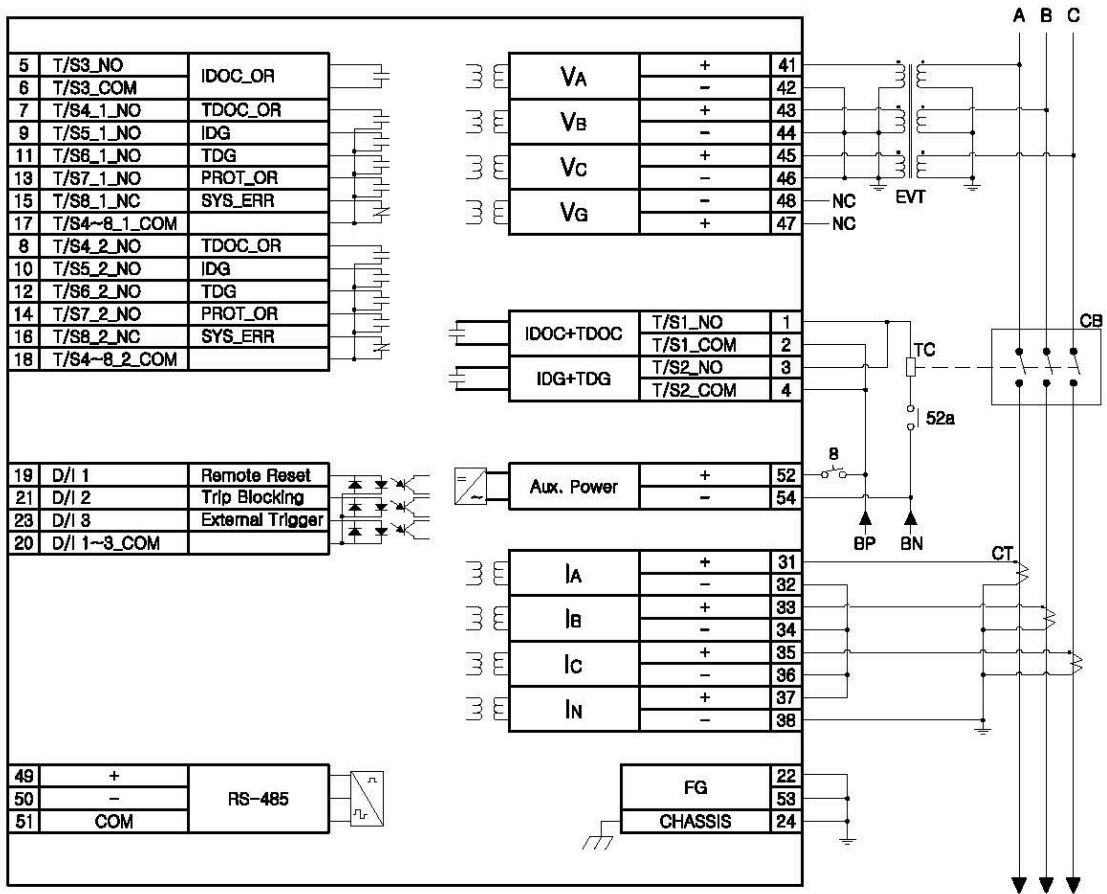 A B C
5 T/S3_NO IDOC_OR
6 T/S3_COM
7 T/S4_1_NO TDOC_OR
9 T/S5_1_NO IDG
11 T/S6_1_NO TDG
13 T/S7_1_NO PROT_OR
15 T/S8_1_NC SYS_ERR
17 T/S4~8_1_COM
8 T/S4_2_NO TDOC_OR
10 T/S5_2_NO IDG
12 T/S6_2_NO TDG
14 T/S7_2_NO PROT_OR
16 T/S8_2_NC SYS_ERR
18 T/S4~8_2_COM
VA + 41
- 42
VB + 43
- 44
VC + 45
- 46
VG - 48 NC
+ 47 NC
EVT
IDOC+TDOC T/S1_NO 1
T/S1_COM 2
IDG+TDG T/S2_NO 3
T/S2_COM 4
CB
TC
52a
19 D/I 1 Remote Reset
21 D/I 2 Trip Blocking
23 D/I 3 External Trigger
20 D/I 1~3_COM
Aux. Power + 52
- 54
8
BP BN
CT
IA + 31
- 32
IB + 33
- 34
IC + 35
- 36
IN + 37
- 38
49 + RS-485
50 -
51 COM
FG 22
53
CHASSIS 24